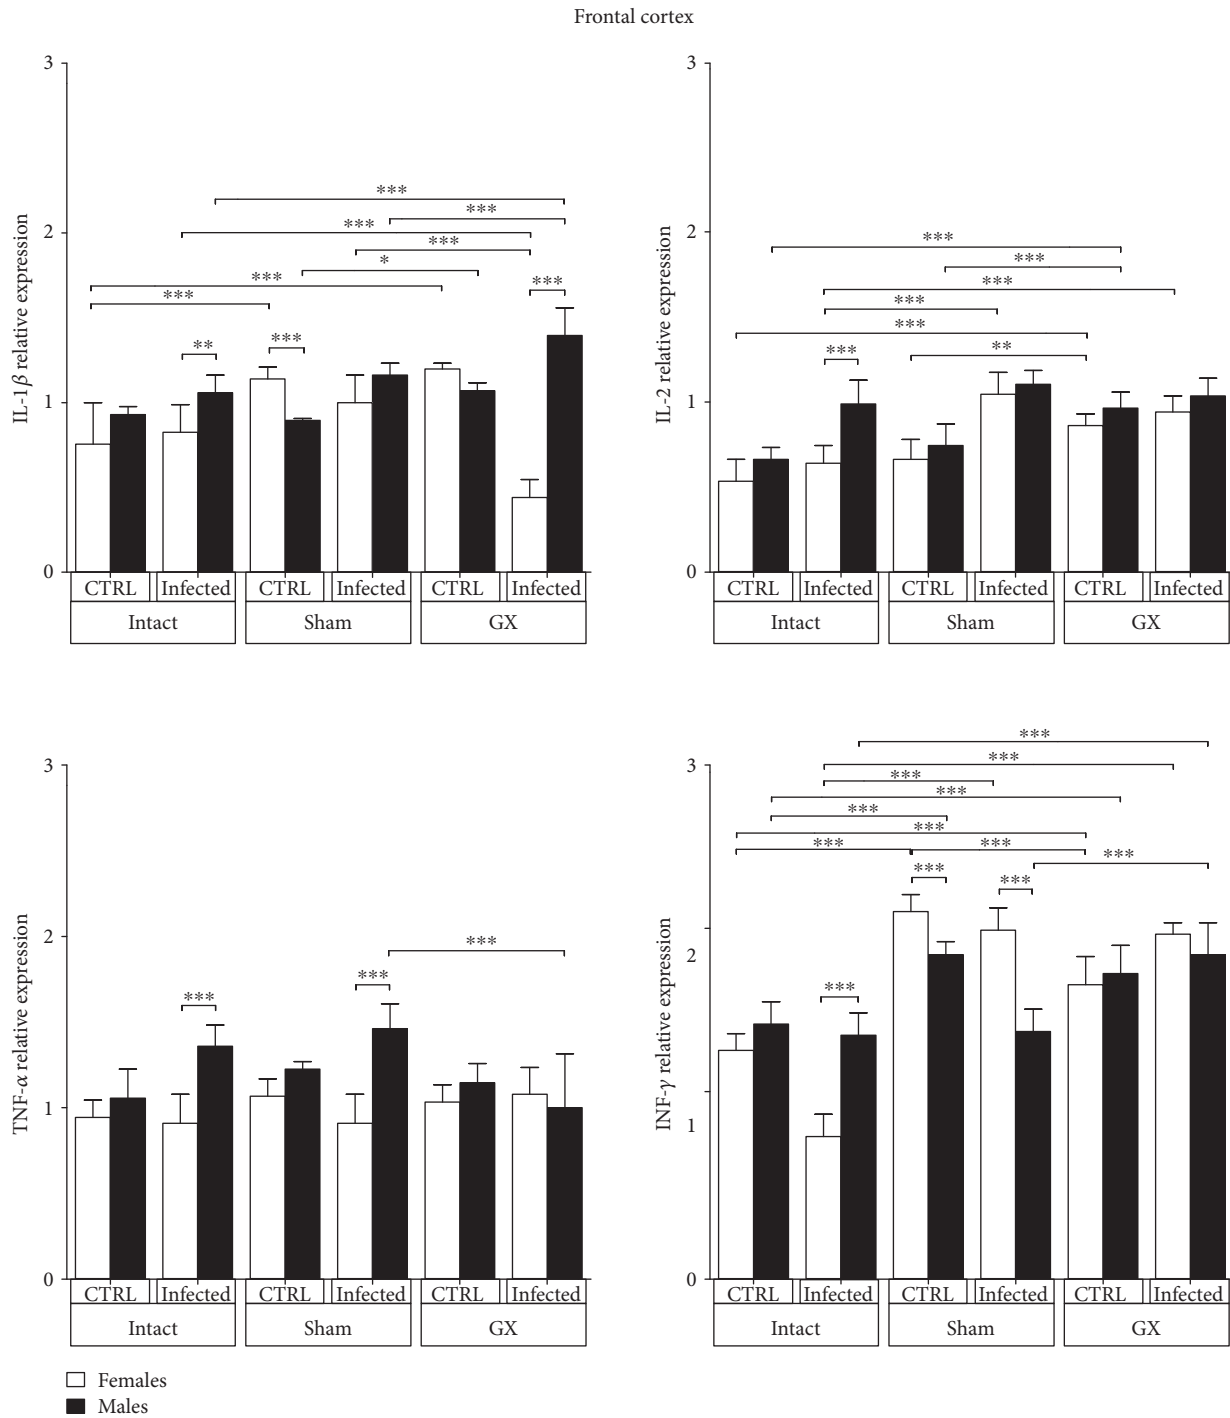 Frontal cortex
IL-1β relative expression
3
2
1
0
***
***
***
***
*
***
***
***
**
***
CTRL
Infected
CTRL
Infected
CTRL
Infected
Intact
Sham
GX
IL-2 relative expression
3
2
1
0
***
***
***
***
***
**
***
CTRL
Infected
CTRL
Infected
CTRL
Infected
Intact
Sham
GX
TNF-α relative expression
3
2
1
0
***
***
***
CTRL
Infected
CTRL
Infected
CTRL
Infected
Intact
Sham
GX
INF-γ relative expression
3
2
1
0
***
***
***
***
***
***
***
***
***
***
***
***
CTRL
Infected
CTRL
Infected
CTRL
Infected
Intact
Sham
GX
Females
Males